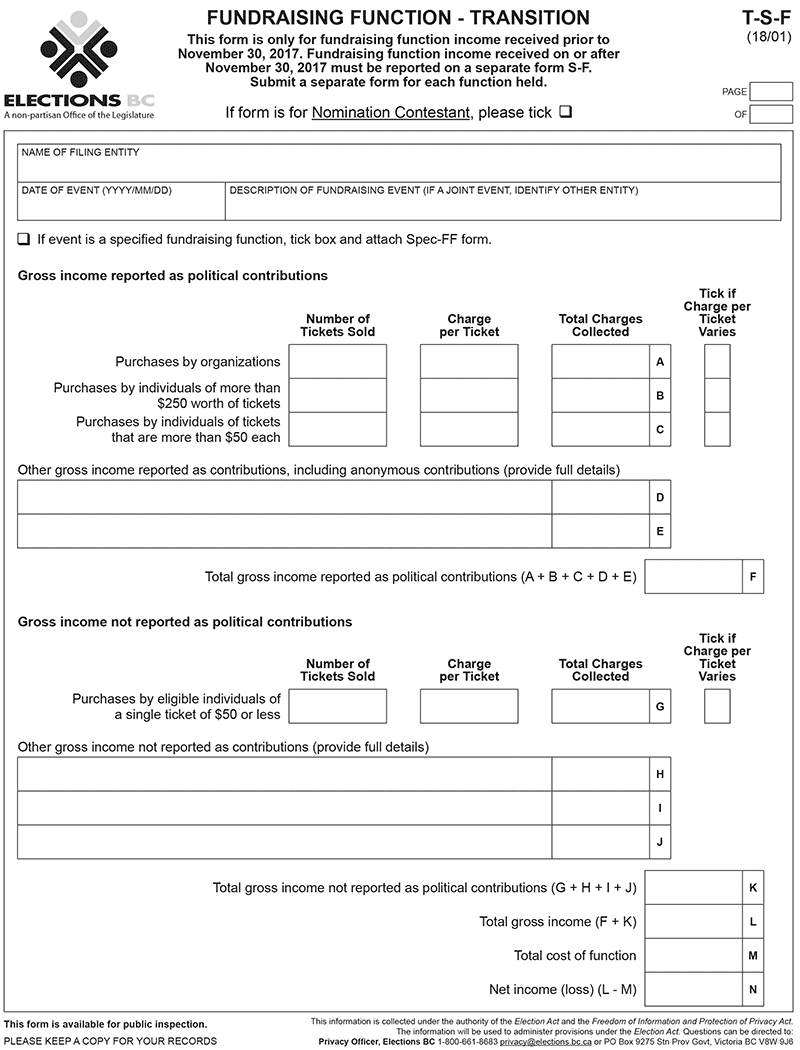 FUNDRAISING FUNCTION - TRANSITION
T-S-F
(18/01)
This form is only for fundraising function income received prior to
November 30, 2017. Fundraising function income received on or after
November 30, 2017 must be reported on a separate form S-F.
Submit a separate form for each function held.
ELECTIONS BC
A non-partisan Office of the Legislature
If form is for Nomination Contestant, please tick ❑
PAGE
OF
NAME OF FILING ENTITY
DATE OF EVENT (YYYY/MM/DD)
DESCRIPTION OF FUNDRAISING EVENT (IF A JOINT EVENT, IDENTIFY OTHER ENTITY)
❑ If event is a specified fundraising function, tick box and attach Spec-FF form.
Gross income reported as political contributions
Number of
Tickets Sold
Charge
per Ticket
Total Charges
Collected
Tick if
Charge per
Ticket
Varies
Purchases by organizations
A
Purchases by individuals of more than
$250 worth of tickets
B
Purchases by individuals of tickets
that are more than $50 each
C
Other gross income reported as contributions, including anonymous contributions (provide full details)
D
E
Total gross income reported as political contributions (A + B + C + D + E)
F
Gross income not reported as political contributions
Number of
Tickets Sold
Charge
per Ticket
Total Charges
Collected
Tick if
Charge per
Ticket
Varies
Purchases by eligible individuals of
a single ticket of $50 or less
G
Other gross income not reported as contributions (provide full details)
H
I
J
Total gross income not reported as political contributions (G + H + I + J)
K
Total gross income (F + K)
L
Total cost of function
M
Net income (loss) (L - M)
N
This form is available for public inspection.
PLEASE KEEP A COPY FOR YOUR RECORDS
This information is collected under the authority of the Election Act and the Freedom of Information and Protection of Privacy Act.
The information will be used to administer provisions under the Election Act. Questions can be directed to:
Privacy Officer, Elections BC 1-800-661-8683 privacy@elections.bc.ca or PO Box 9275 Stn Prov Govt, Victoria BC V8W 9J6